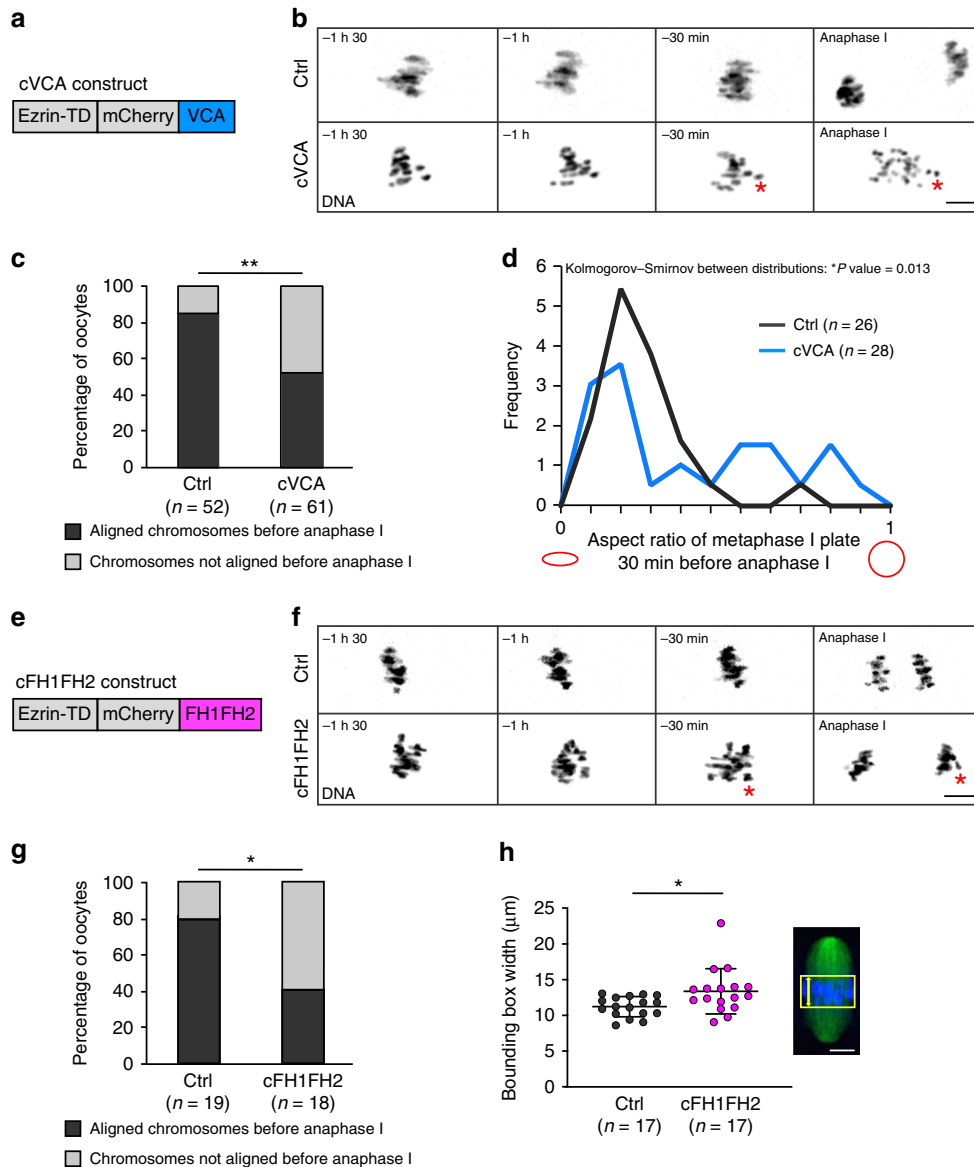 a
cVCA construct
Ezrin-TD mCherry VCA
b
Ctrl
–1 h 30
–1 h
–30 min
Anaphase I
cVCA
–1 h 30
–1 h
–30 min
*
Anaphase I
*
DNA
c
**
Percentage of oocytes
100
80
60
40
20
0
Ctrl
(n = 52)
cVCA
(n = 61)
Aligned chromosomes before anaphase I
Chromosomes not aligned before anaphase I
d
Kolmogorov–Smirnov between distributions: *P value = 0.013
Ctrl (n = 26)
cVCA (n = 28)
Frequency
6
5
4
3
2
1
0
0
1
Aspect ratio of metaphase I plate
30 min before anaphase I
e
cFH1FH2 construct
Ezrin-TD mCherry FH1FH2
f
Ctrl
–1 h 30
–1 h
–30 min
Anaphase I
cFH1FH2
–1 h 30
–1 h
–30 min
*
Anaphase I
*
DNA
g
*
Percentage of oocytes
100
80
60
40
20
0
Ctrl
(n = 19)
cFH1FH2
(n = 18)
Aligned chromosomes before anaphase I
Chromosomes not aligned before anaphase I
h
*
Bounding box width (µm)
25
20
15
10
5
0
Ctrl
(n = 17)
cFH1FH2
(n = 17)